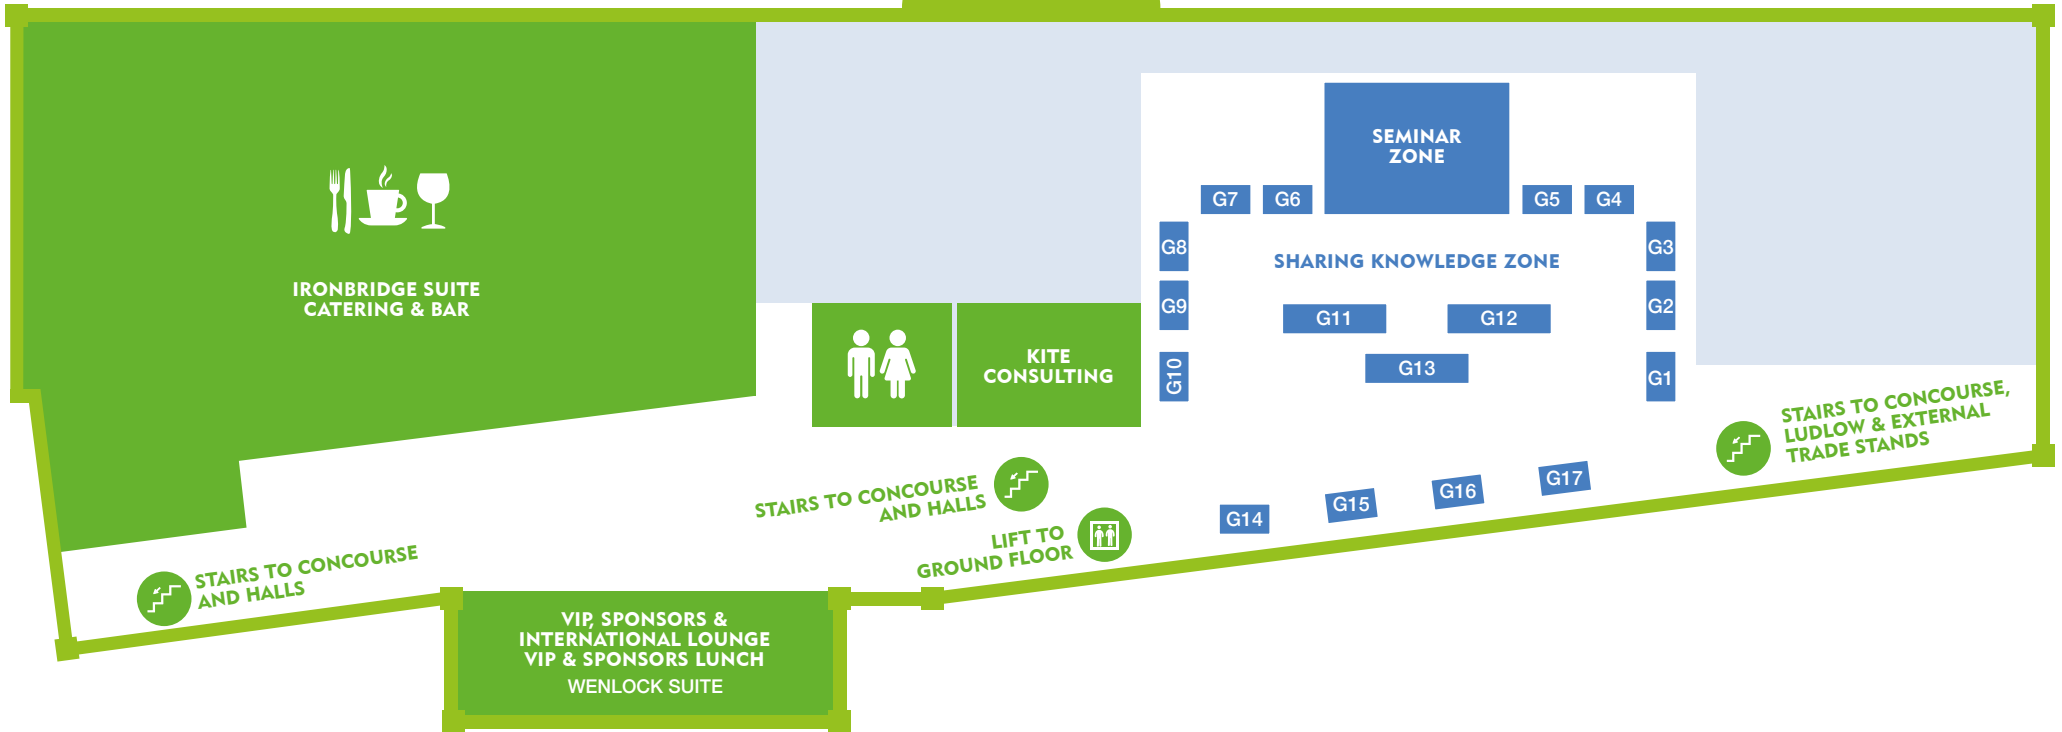 SEMINAR
ZONE
G7
G6
G5
G4
G8
G3
SHARING KNOWLEDGE ZONE
IRONBRIDGE SUITE
CATERING & BAR
G9
G2
G11
G12
KITE
CONSULTING
G13
G10
G1
STAIRS TO CONCOURSE,
LUDLOW & EXTERNAL
TRADE STANDS
STAIRS TO CONCOURSE
AND HALLS
G14
G15
G16
G17
LIFT TO
GROUND FLOOR
STAIRS TO CONCOURSE
AND HALLS
VIP, SPONSORS &
INTERNATIONAL LOUNGE
VIP & SPONSORS LUNCH
WENLOCK SUITE